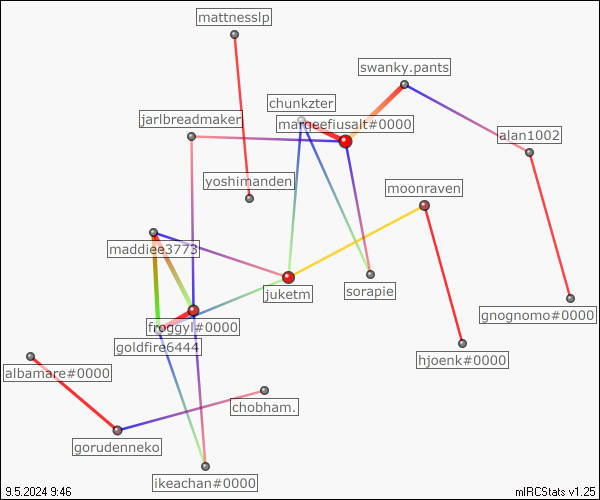 mattnesslp
swanky.pants
chunkzter
jarlbreadmaker
marqeefiusalt#0000
alan1002
yoshimanden
moonraven
maddiee3773
juketm
sorapie
gnognomo#0000
froggyl#0000
goldfire6444
hjoenk#0000
albamare#0000
chobham.
gorudenneko
ikeachan#0000
9.5.2024 9:46
mIRCStats v1.25